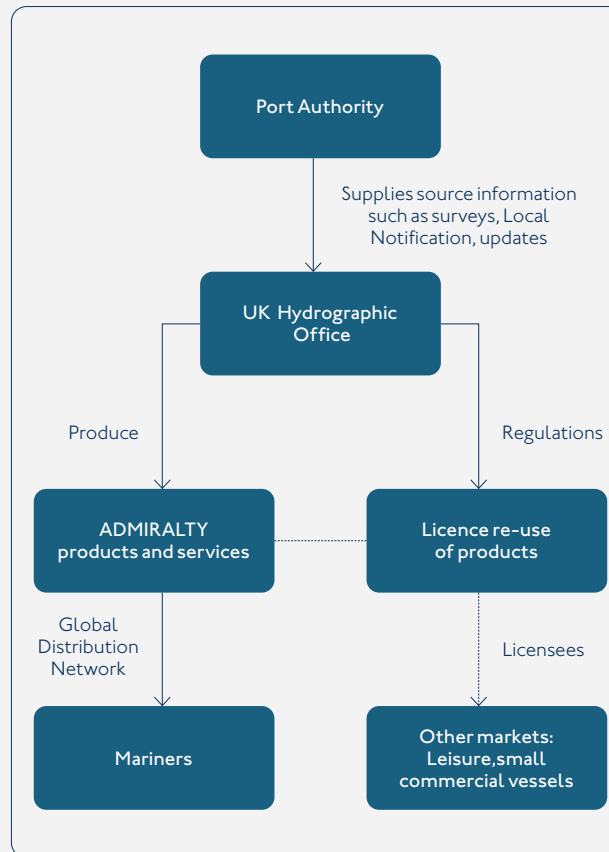 Port Authority
Supplies source information
such as surveys, Local
Notification, updates
UK Hydrographic
Office
Produce
Regulations
ADMIRALTY
products and services
Licence re-use
of products
Global
Distribution
Network
Licensees
Mariners
Other markets:
Leisure,small
commercial vessels